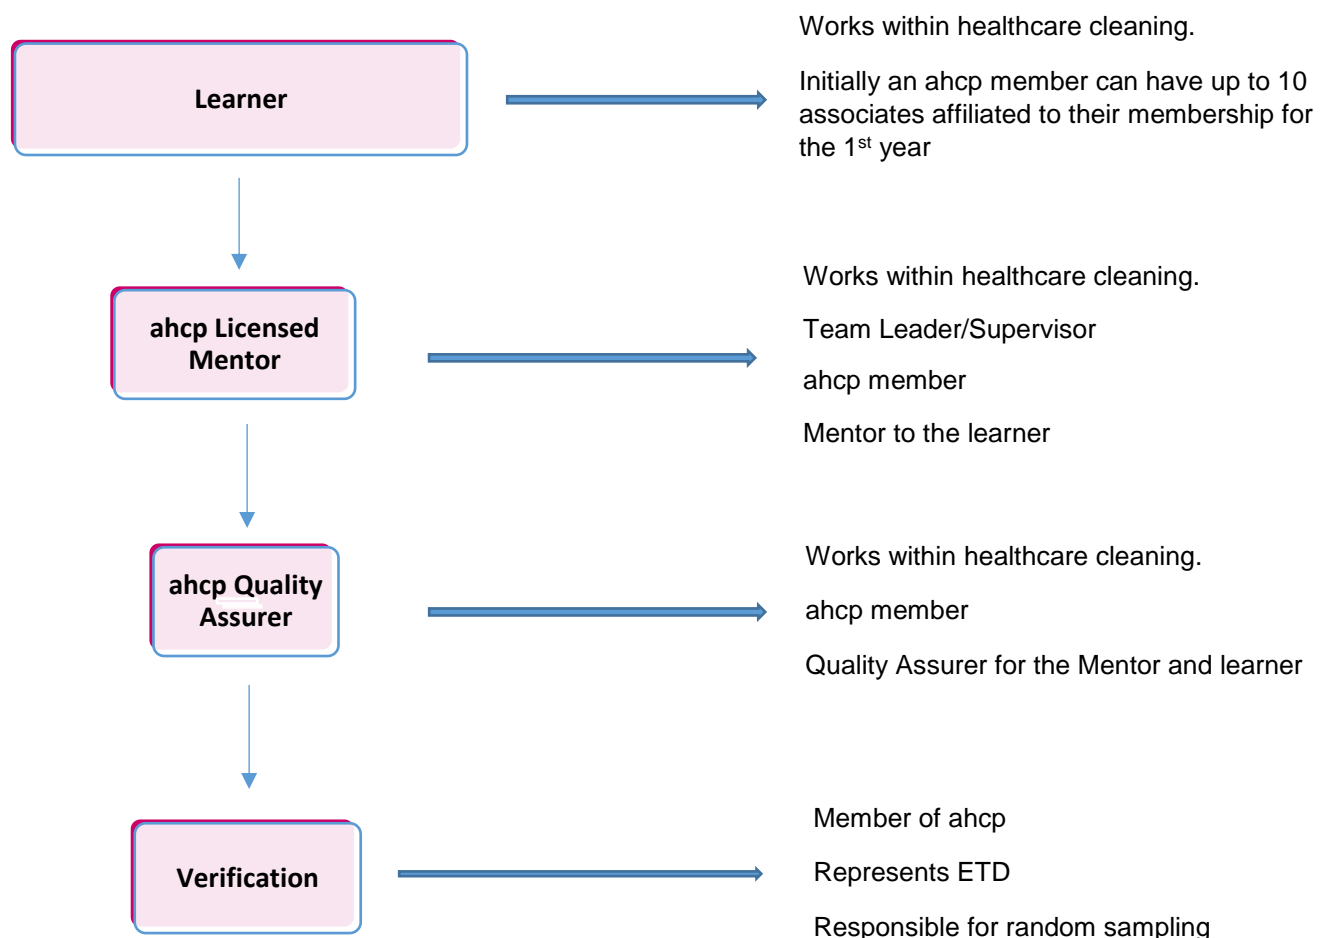 Works within healthcare cleaning.
Learner
Initially an ahcp member can have up to 10
associates affiliated to their membership for
the 1st year
ahcp Licensed
Mentor
Works within healthcare cleaning.
Team Leader/Supervisor
ahcp member
Mentor to the learner
ahcp Quality
Assurer
Works within healthcare cleaning.
ahcp member
Quality Assurer for the Mentor and learner
Verification
Member of ahcp
Represents ETD
Responsible for random sampling